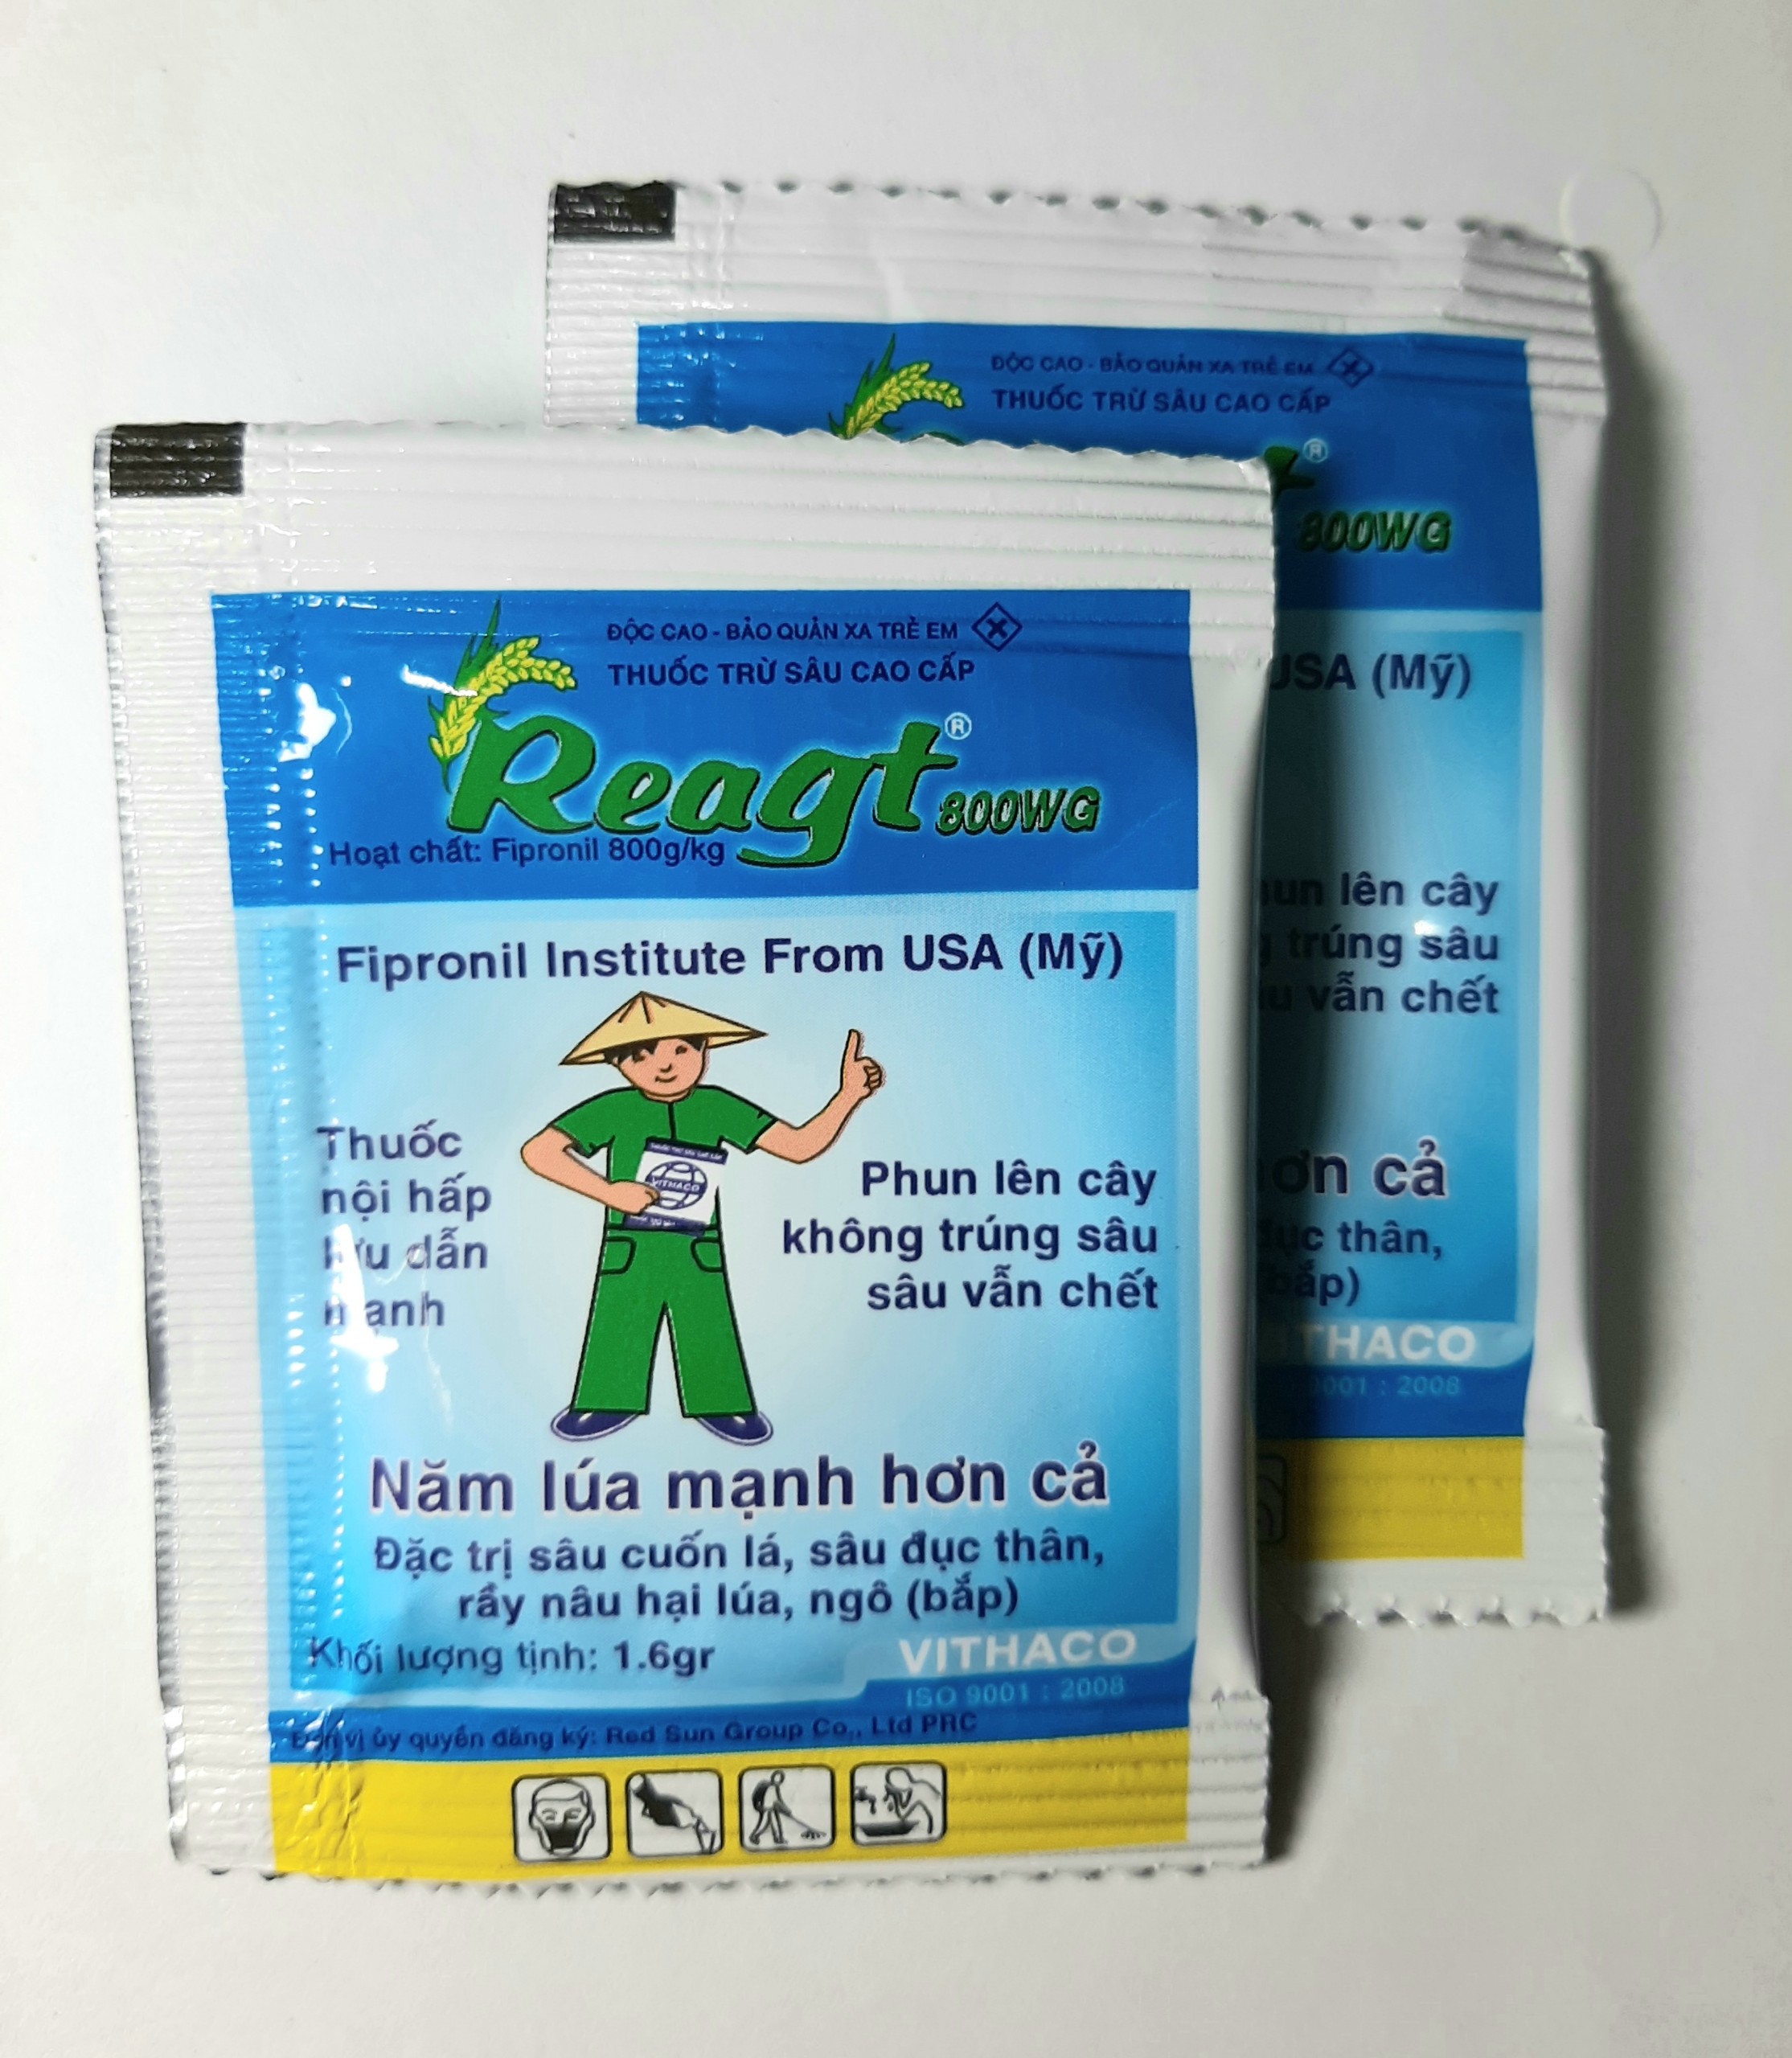 ĐỘC CAO - BẢO QUẢN XA TRẺ EM
THUỐC TRỪ SÂU CAO CẤP
Reagt® 800WG
Hoạt chất: Fipronil 800g/kg
Fipronil Institute From USA (Mỹ)
Thuốc
nội hấp
lưu dẫn
mạnh
VITHACO
Phun lên cây
không trúng sâu
sâu vẫn chết
Năm lúa mạnh hơn cả
Đặc trị sâu cuốn lá, sâu đục thân,
rầy nâu hại lúa, ngô (bắp)
Khối lượng tịnh: 1.6gr
VITHACO
ISO 9001 : 2008
Đơn vị ủy quyền đăng ký: Red Sun Group Co., Ltd PRC
ĐỘC CAO - BẢO QUẢN XA TRẺ EM
THUỐC TRỪ SÂU CAO CẤP
® 800WG
USA (Mỹ)
lên cây
trúng sâu
vẫn chết
cả
thân,
2008